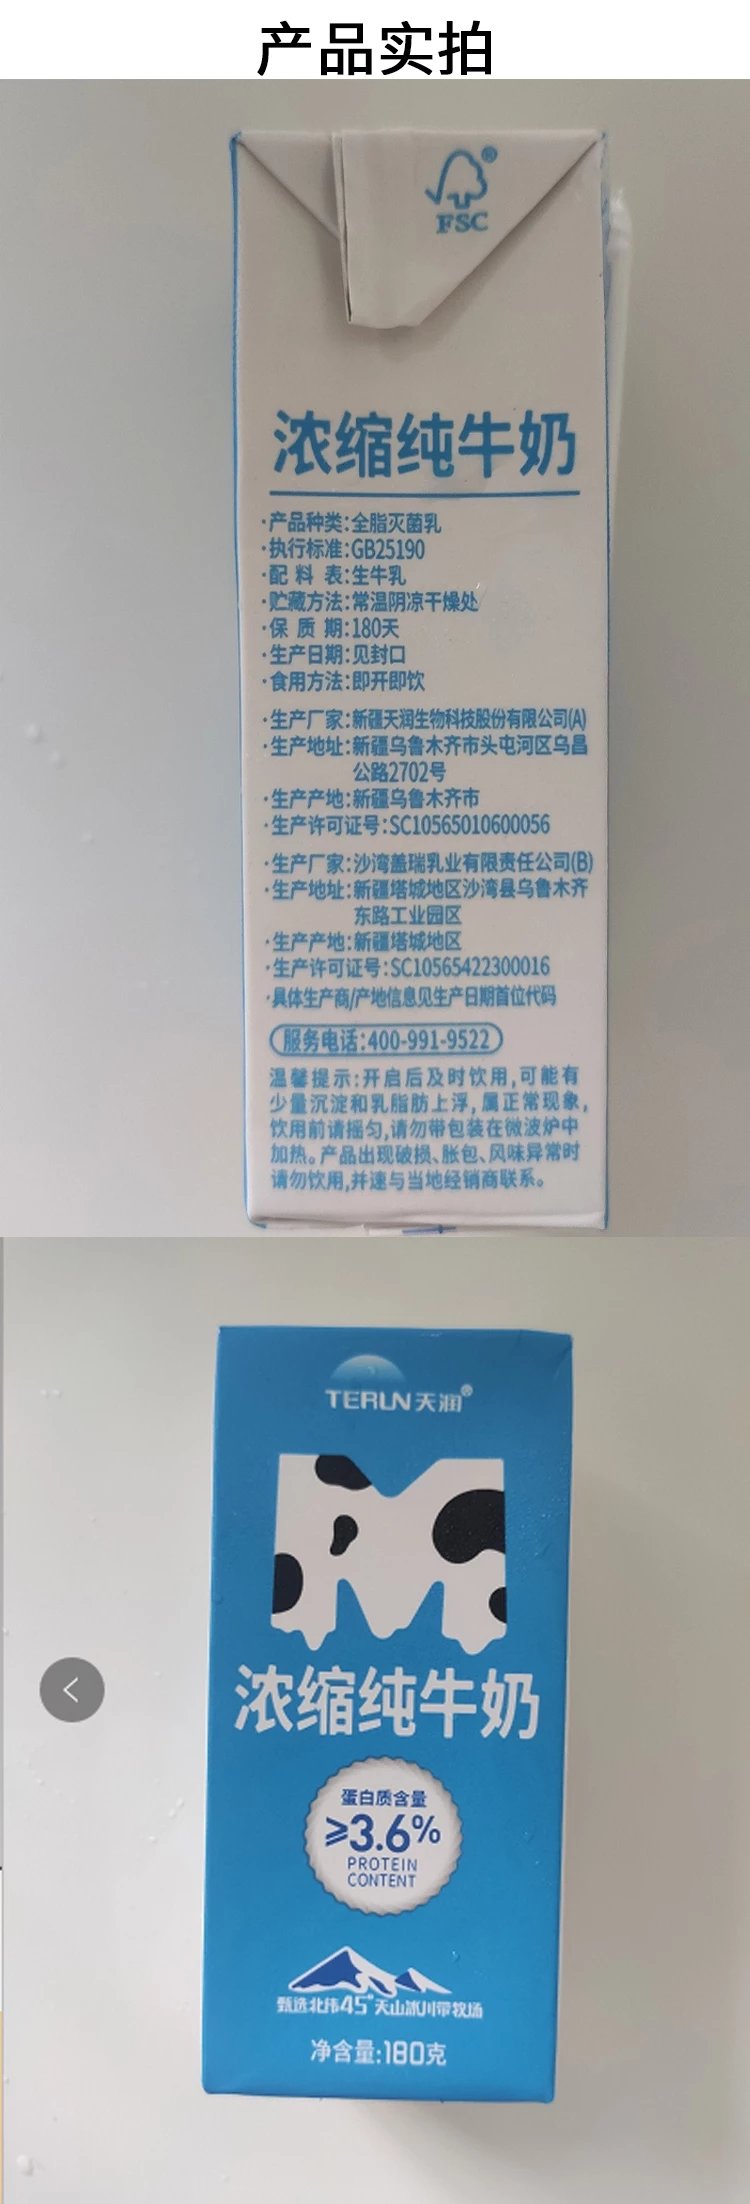 产品实拍
FSC
浓缩纯牛奶
·产品种类:全脂灭菌乳
·执行标准:GB25190
·配 料 表:生牛乳
·贮藏方法:常温阴凉干燥处
·保 质 期:180天
·生产日期:见封口
·食用方法:即开即饮
·生产厂家:新疆天润生物科技股份有限公司(A)
·生产地址:新疆乌鲁木齐市头屯河区乌昌
公路2702号
·生产产地:新疆乌鲁木齐市
·生产许可证号:SC10565010600056
·生产厂家:沙湾盖瑞乳业有限责任公司(B)
·生产地址:新疆塔城地区沙湾县乌鲁木齐
东路工业园区
·生产产地:新疆塔城地区
·生产许可证号:SC10565422300016
·具体生产商/产地信息见生产日期首位代码
服务电话:400-991-9522
温馨提示:开启后及时饮用,可能有
少量沉淀和乳脂肪上浮,属正常现象,
饮用前请摇匀,请勿带包装在微波炉中
加热。产品出现破损、胀包、风味异常时
请勿饮用,并速与当地经销商联系。
TERUN天润®
M
浓缩纯牛奶
蛋白质含量
≥3.6%
PROTEIN
CONTENT
甄选北纬45°天山冰川带牧场
净含量:180克